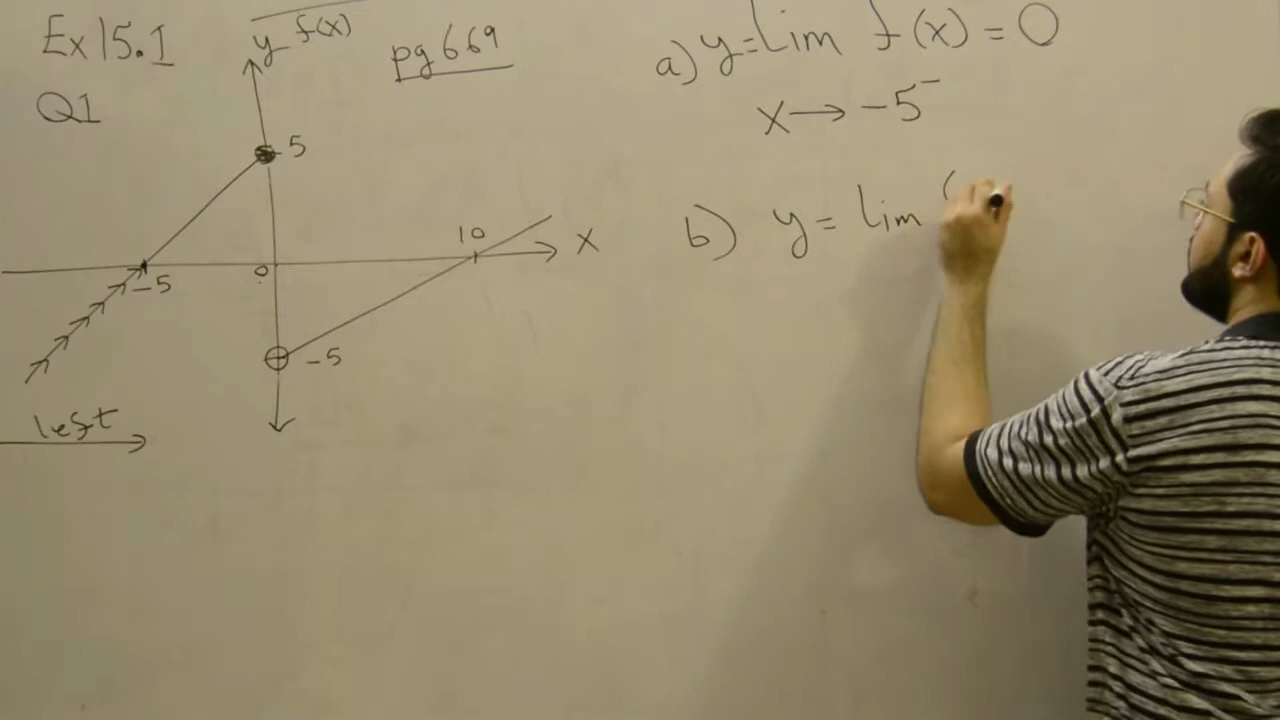 Ex 15.1
Q1
y f(x)
pg 669
5
-5
0
10
x
-5
left
a) y=lim f(x) = 0
x → -5⁻
b) y = lim